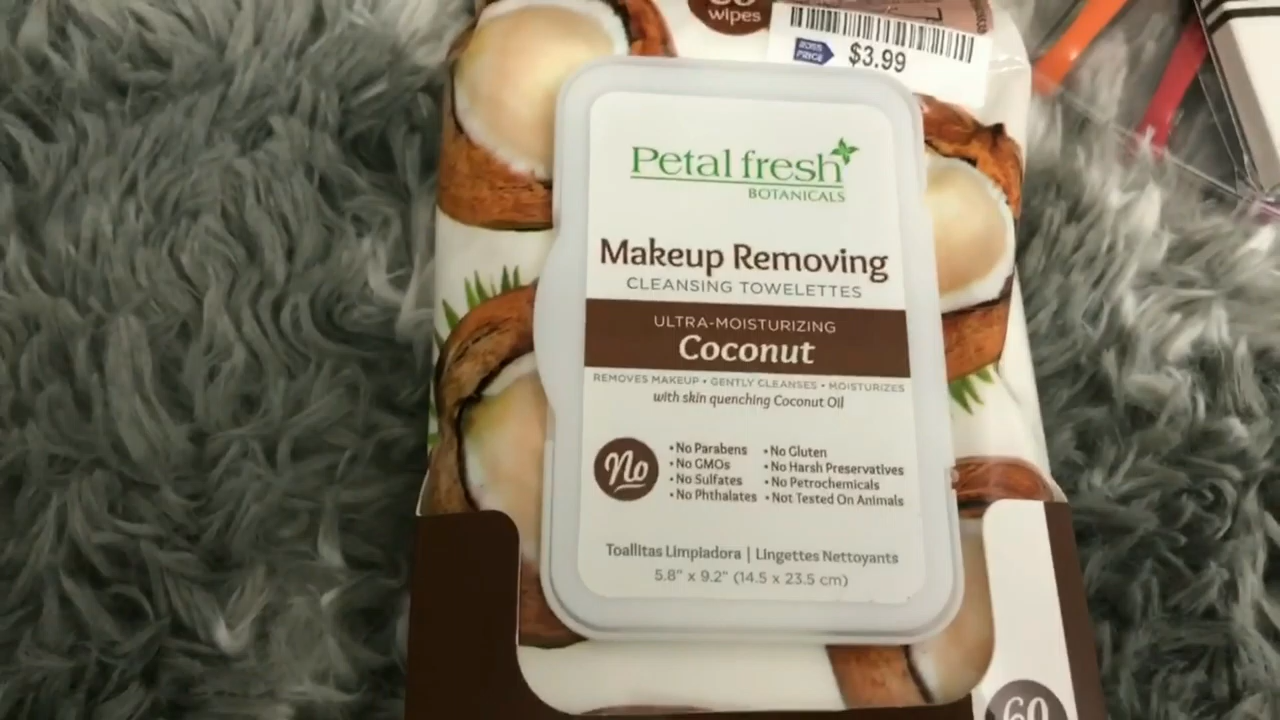 wipes
ROSS
PRICE
$3.99
Petal fresh
BOTANICALS
Makeup Removing
CLEANSING TOWELETTES
ULTRA-MOISTURIZING
Coconut
REMOVES MAKEUP • GENTLY CLEANSES • MOISTURIZES
with skin quenching Coconut Oil
No
• No Parabens
• No GMOs
• No Sulfates
• No Phthalates
• No Gluten
• No Harsh Preservatives
• No Petrochemicals
• Not Tested On Animals
Toallitas Limpiadora | Lingettes Nettoyants
5.8" x 9.2" (14.5 x 23.5 cm)
60